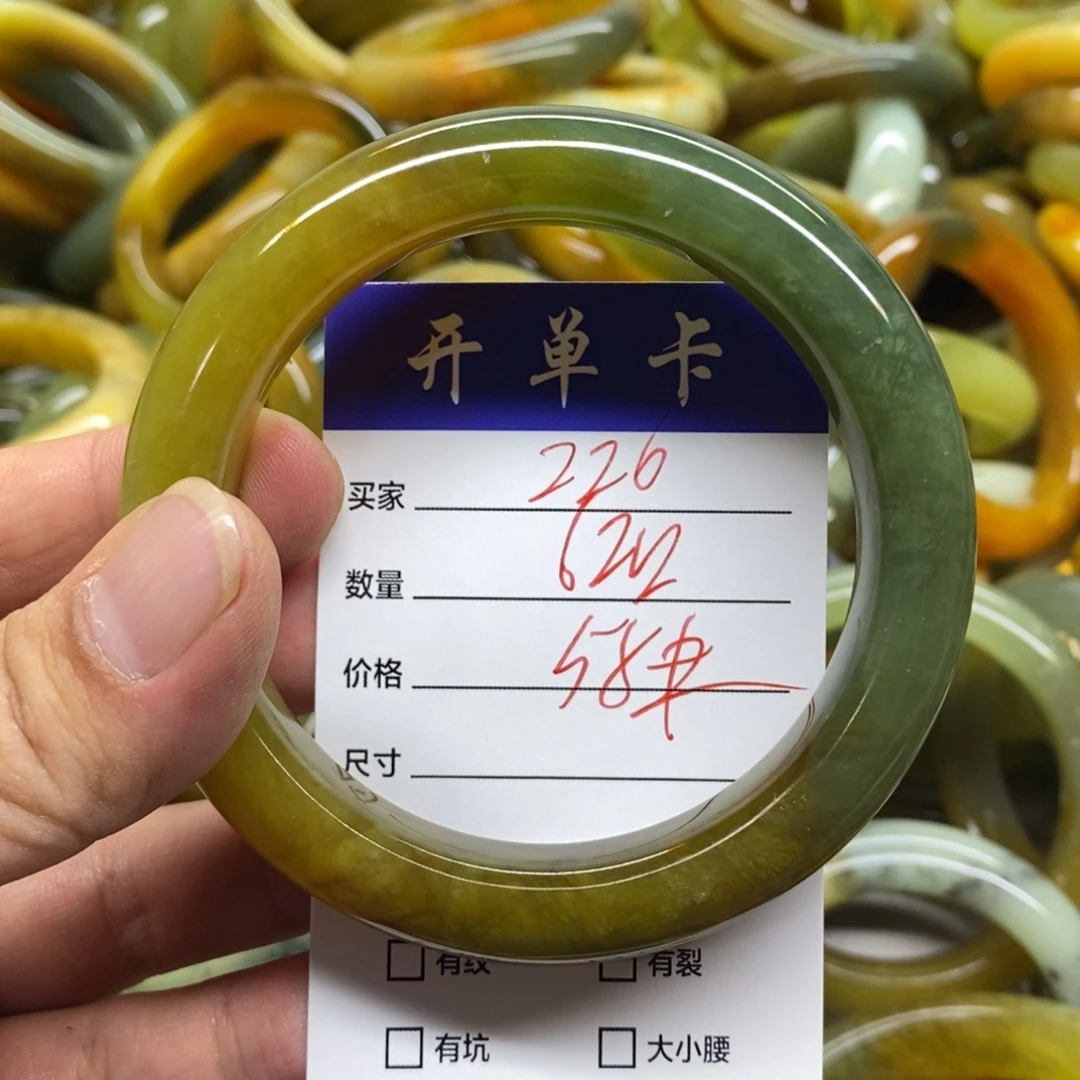 开单卡
买家 226
数量
价格 58
尺寸
有纹 有裂
有坑 大小腰